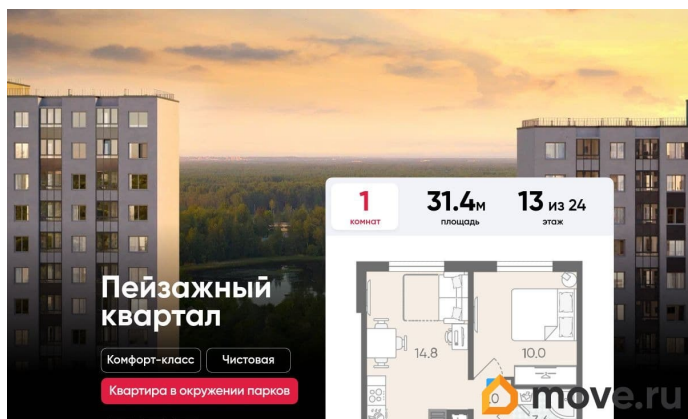 1
комнат
31.4м
площадь
13 из 24
этаж
Пейзажный
квартал
Комфорт-класс
Чистовая
Квартира в окружении парков
14.8
10.0
move.ru